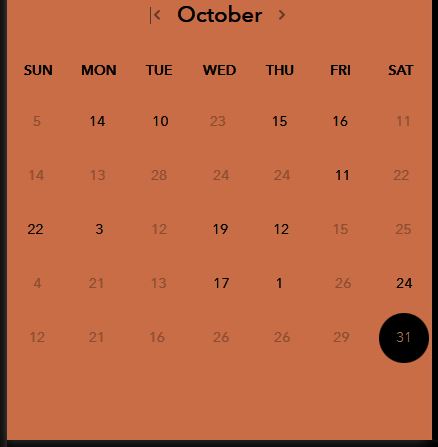 < October >
SUN MON TUE WED THU FRI SAT
5 14 10 23 15 16 11
14 13 28 24 24 11 22
22 3 12 19 12 15 25
4 21 13 17 1 26 24
12 21 16 26 26 29 31